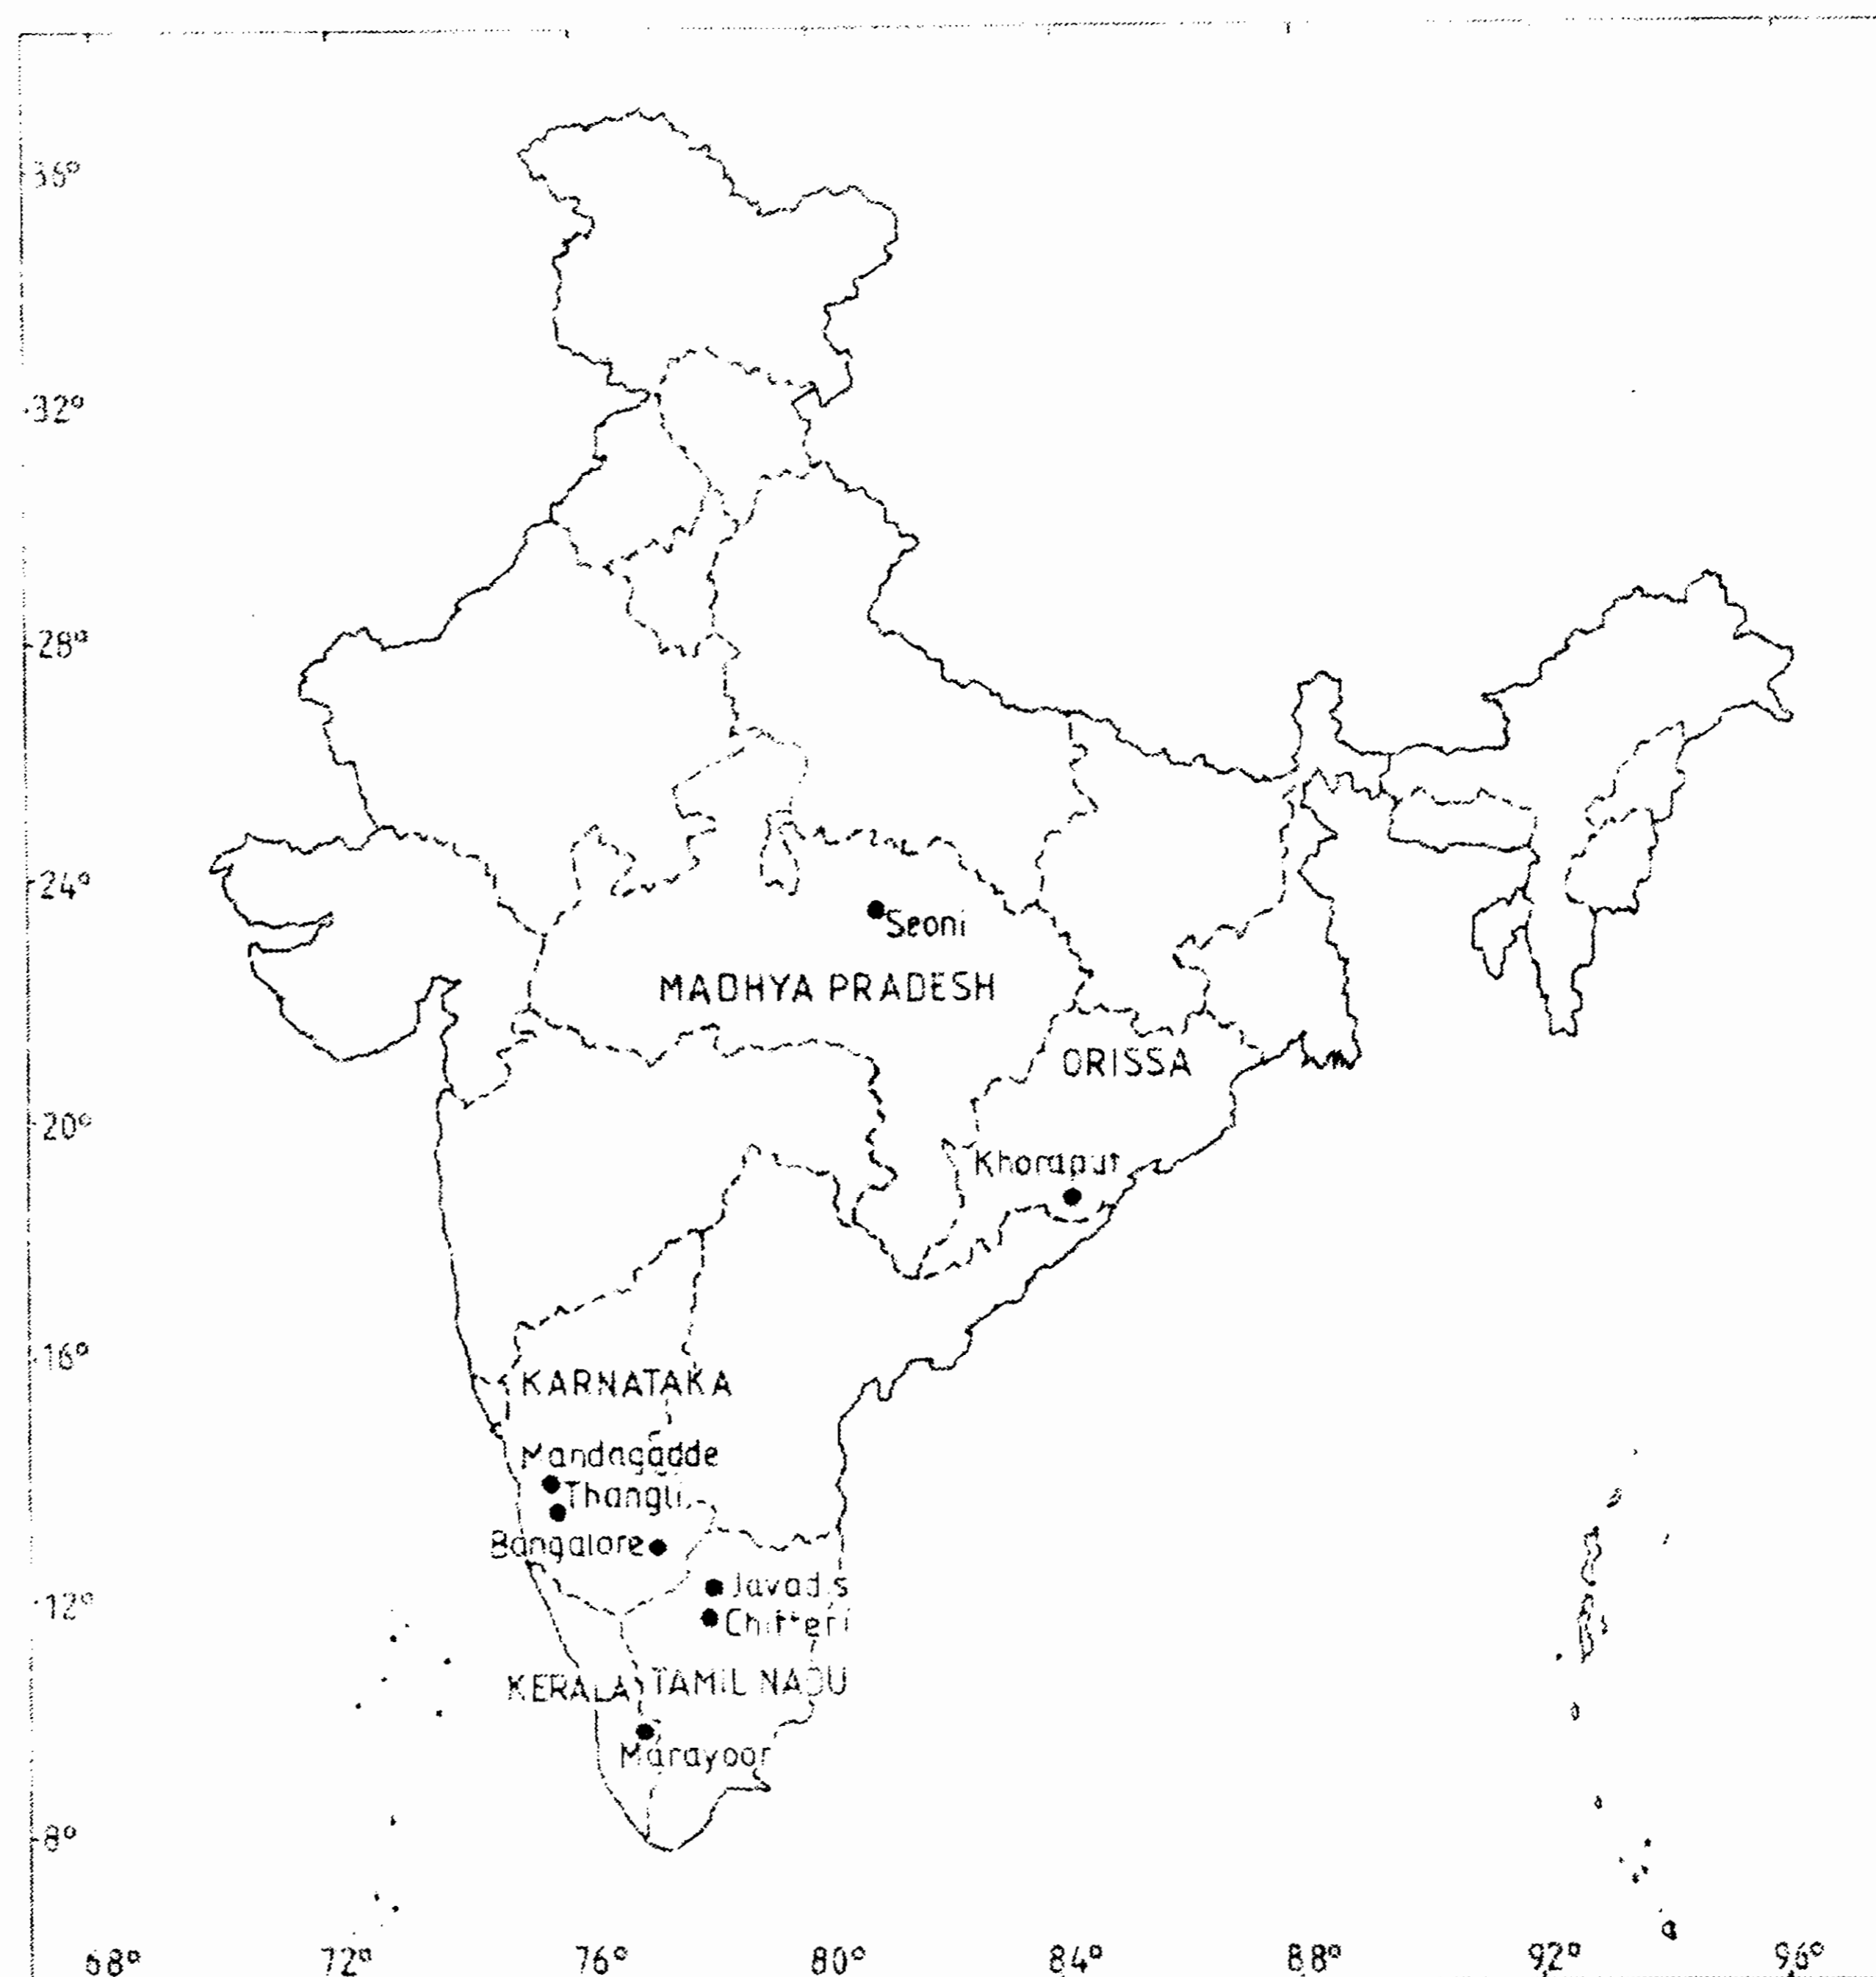 36°
32°
28°
24°
Seoni
MADHYA PRADESH
ORISSA
20°
Khoraput
16°
KARNATAKA
Mandagadde
Thangli
Bangalore
Javadis
12°
Chitteri
KERALA TAMIL NADU
Marayoor
8°
68° 72° 76° 80° 84° 88° 92° 96°